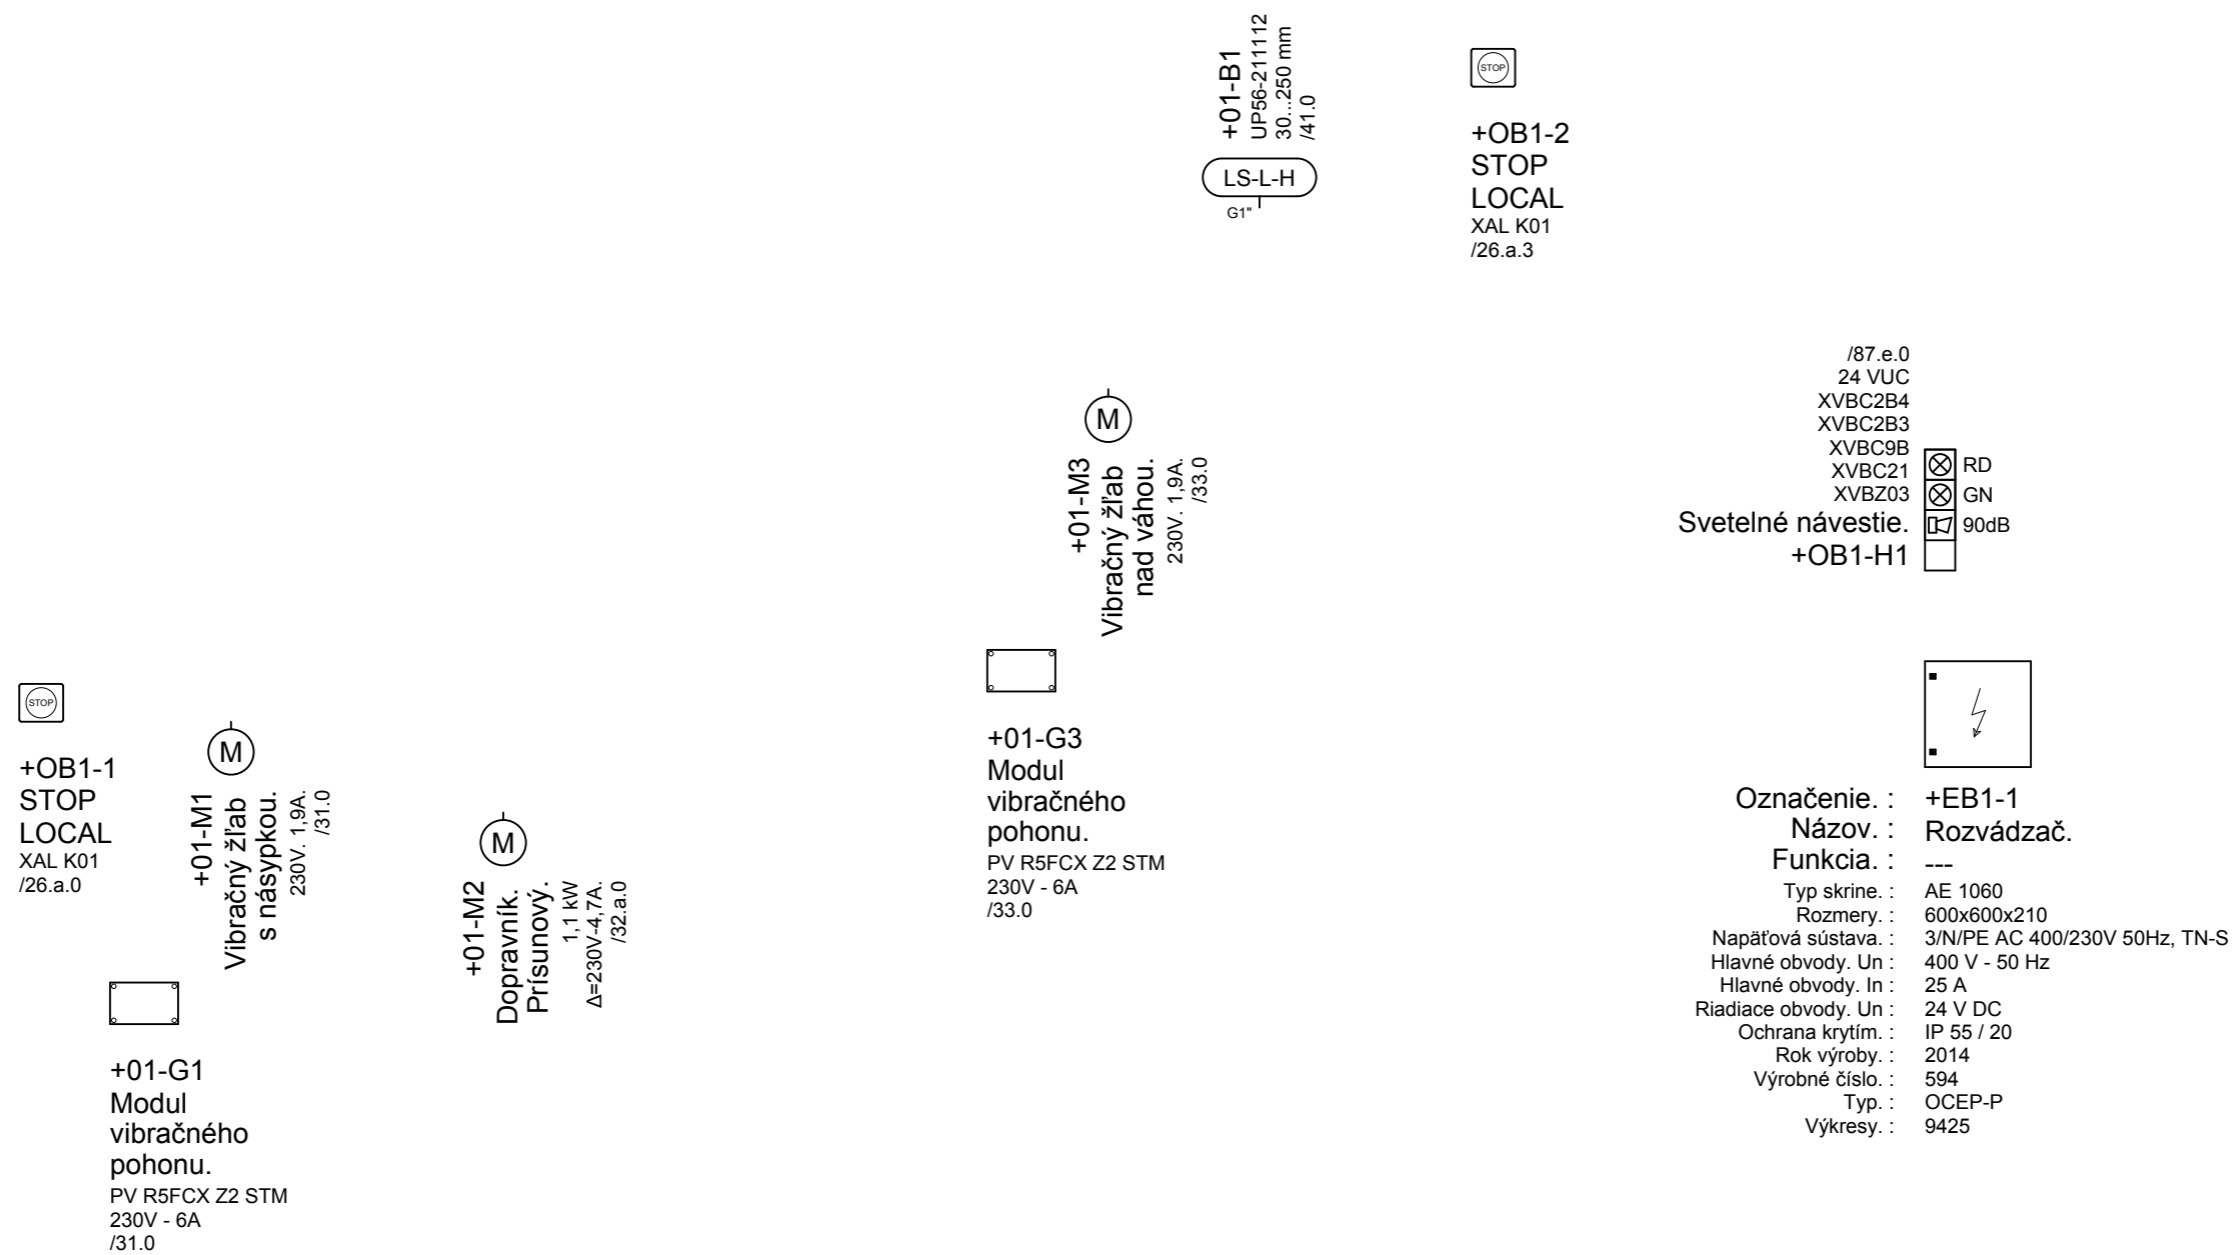 +01-B1
UP56-211112
30...250 mm
/41.0
LS-L-H
G1"
STOP
+OB1-2
STOP
LOCAL
XAL K01
/26.a.3
/87.e.0
24 VUC
XVBC2B4
XVBC2B3
XVBC9B
XVBC21
XVBZ03
Svetelné návestie.
+OB1-H1
RD
GN
90dB
M
+01-M3
Vibračný žľab
nad váhou.
230V. 1,9A.
/33.0
+01-G3
Modul
vibračného
pohonu.
PV R5FCX Z2 STM
230V - 6A
/33.0
STOP
+OB1-1
STOP
LOCAL
XAL K01
/26.a.0
M
+01-M1
Vibračný žľab
s násypkou.
230V. 1,9A.
/31.0
M
+01-M2
Dopravník.
Prísunový.
1,1 kW
Δ=230V-4,7A.
/32.a.0
+01-G1
Modul
vibračného
pohonu.
PV R5FCX Z2 STM
230V - 6A
/31.0
Označenie. : +EB1-1
Názov. : Rozvádzač.
Funkcia. : ---
Typ skrine. : AE 1060
Rozmery. : 600x600x210
Napäťová sústava. : 3/N/PE AC 400/230V 50Hz, TN-S
Hlavné obvody. Un : 400 V - 50 Hz
Hlavné obvody. In : 25 A
Riadiace obvody. Un : 24 V DC
Ochrana krytím. : IP 55 / 20
Rok výroby. : 2014
Výrobné číslo. : 594
Typ. : OCEP-P
Výkresy. : 9425